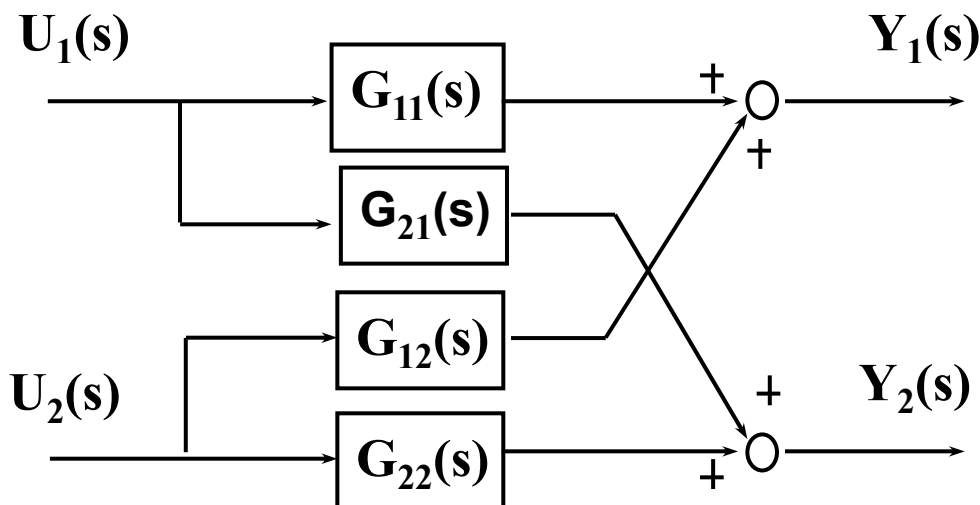 U₁(s)
Y₁(s)
G₁₁(s)
+
+
G₂₁(s)
G₁₂(s)
U₂(s)
+
Y₂(s)
G₂₂(s)
+